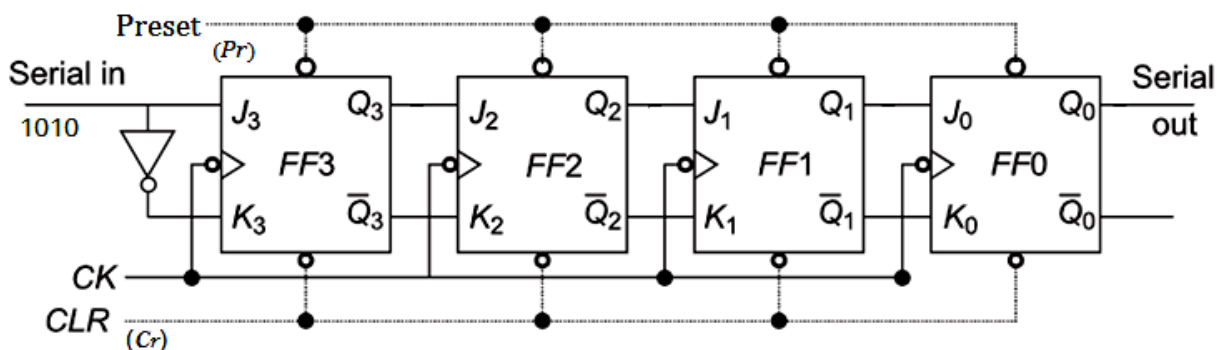 Preset
(Pr)
Serial in
1010
J₃ Q₃ J₂ Q₂ J₁ Q₁ J₀ Q₀
Serial out
FF3 FF2 FF1 FF0
K₃ Q̅₃ K₂ Q̅₂ K₁ Q̅₁ K₀ Q̅₀
CK
CLR
(Cr)